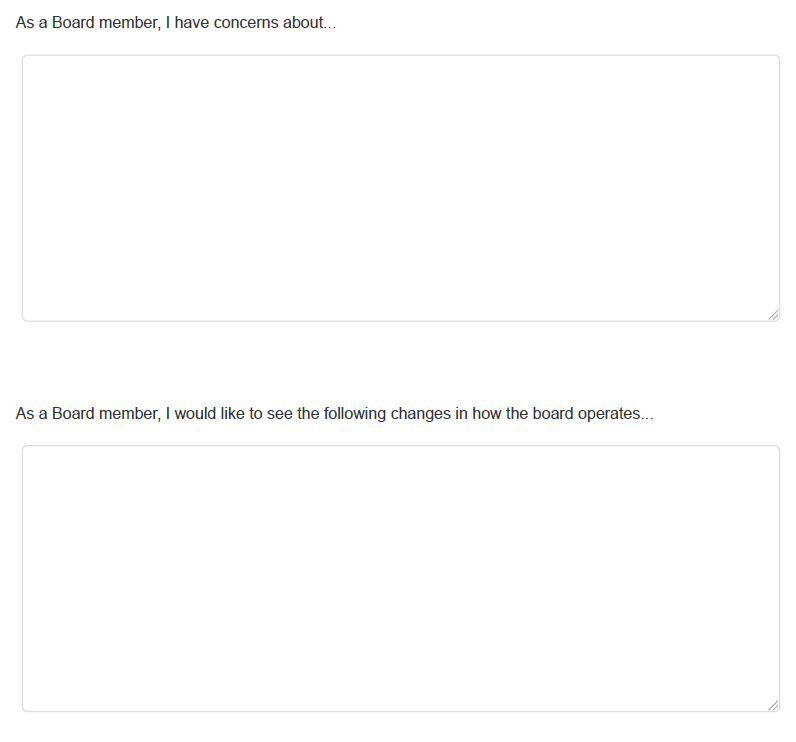 As a Board member, I have concerns about...
As a Board member, I would like to see the following changes in how the board operates...